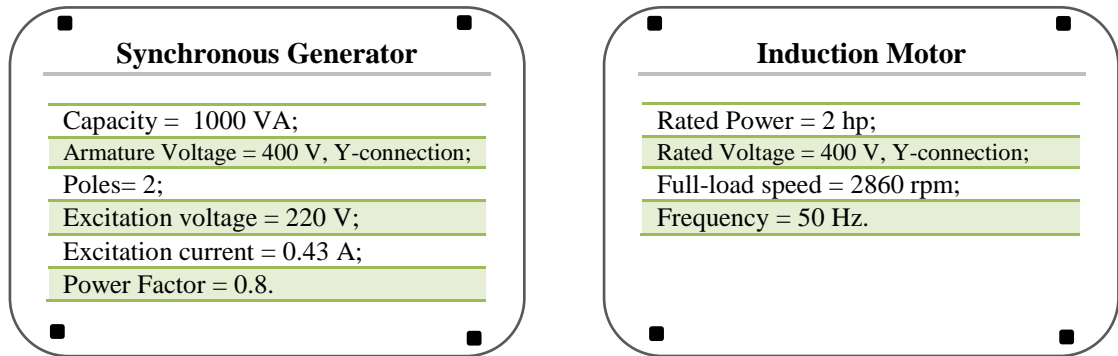 Synchronous Generator
Capacity = 1000 VA;
Armature Voltage = 400 V, Y-connection;
Poles= 2;
Excitation voltage = 220 V;
Excitation current = 0.43 A;
Power Factor = 0.8.
Induction Motor
Rated Power = 2 hp;
Rated Voltage = 400 V, Y-connection;
Full-load speed = 2860 rpm;
Frequency = 50 Hz.